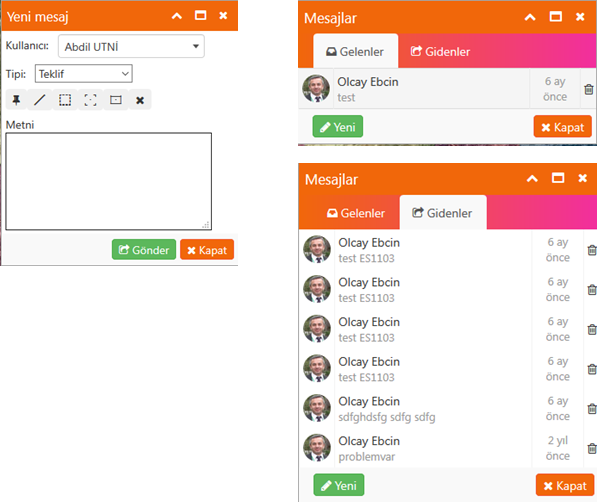 Yeni mesaj
Kullanıcı: Abdil UTNİ
Tipi: Teklif
Metni
Gönder Kapat
Mesajlar
Gelenler Gidenler
Olcay Ebcin 6 ay
test önce
Yeni Kapat
Mesajlar
Gelenler Gidenler
Olcay Ebcin 6 ay
test ES1103 önce
Olcay Ebcin 6 ay
test ES1103 önce
Olcay Ebcin 6 ay
test ES1103 önce
Olcay Ebcin 6 ay
test ES1103 önce
Olcay Ebcin 6 ay
sdfghdsfg sdfg sdfg önce
Olcay Ebcin 2 yıl
problemvar önce
Yeni Kapat